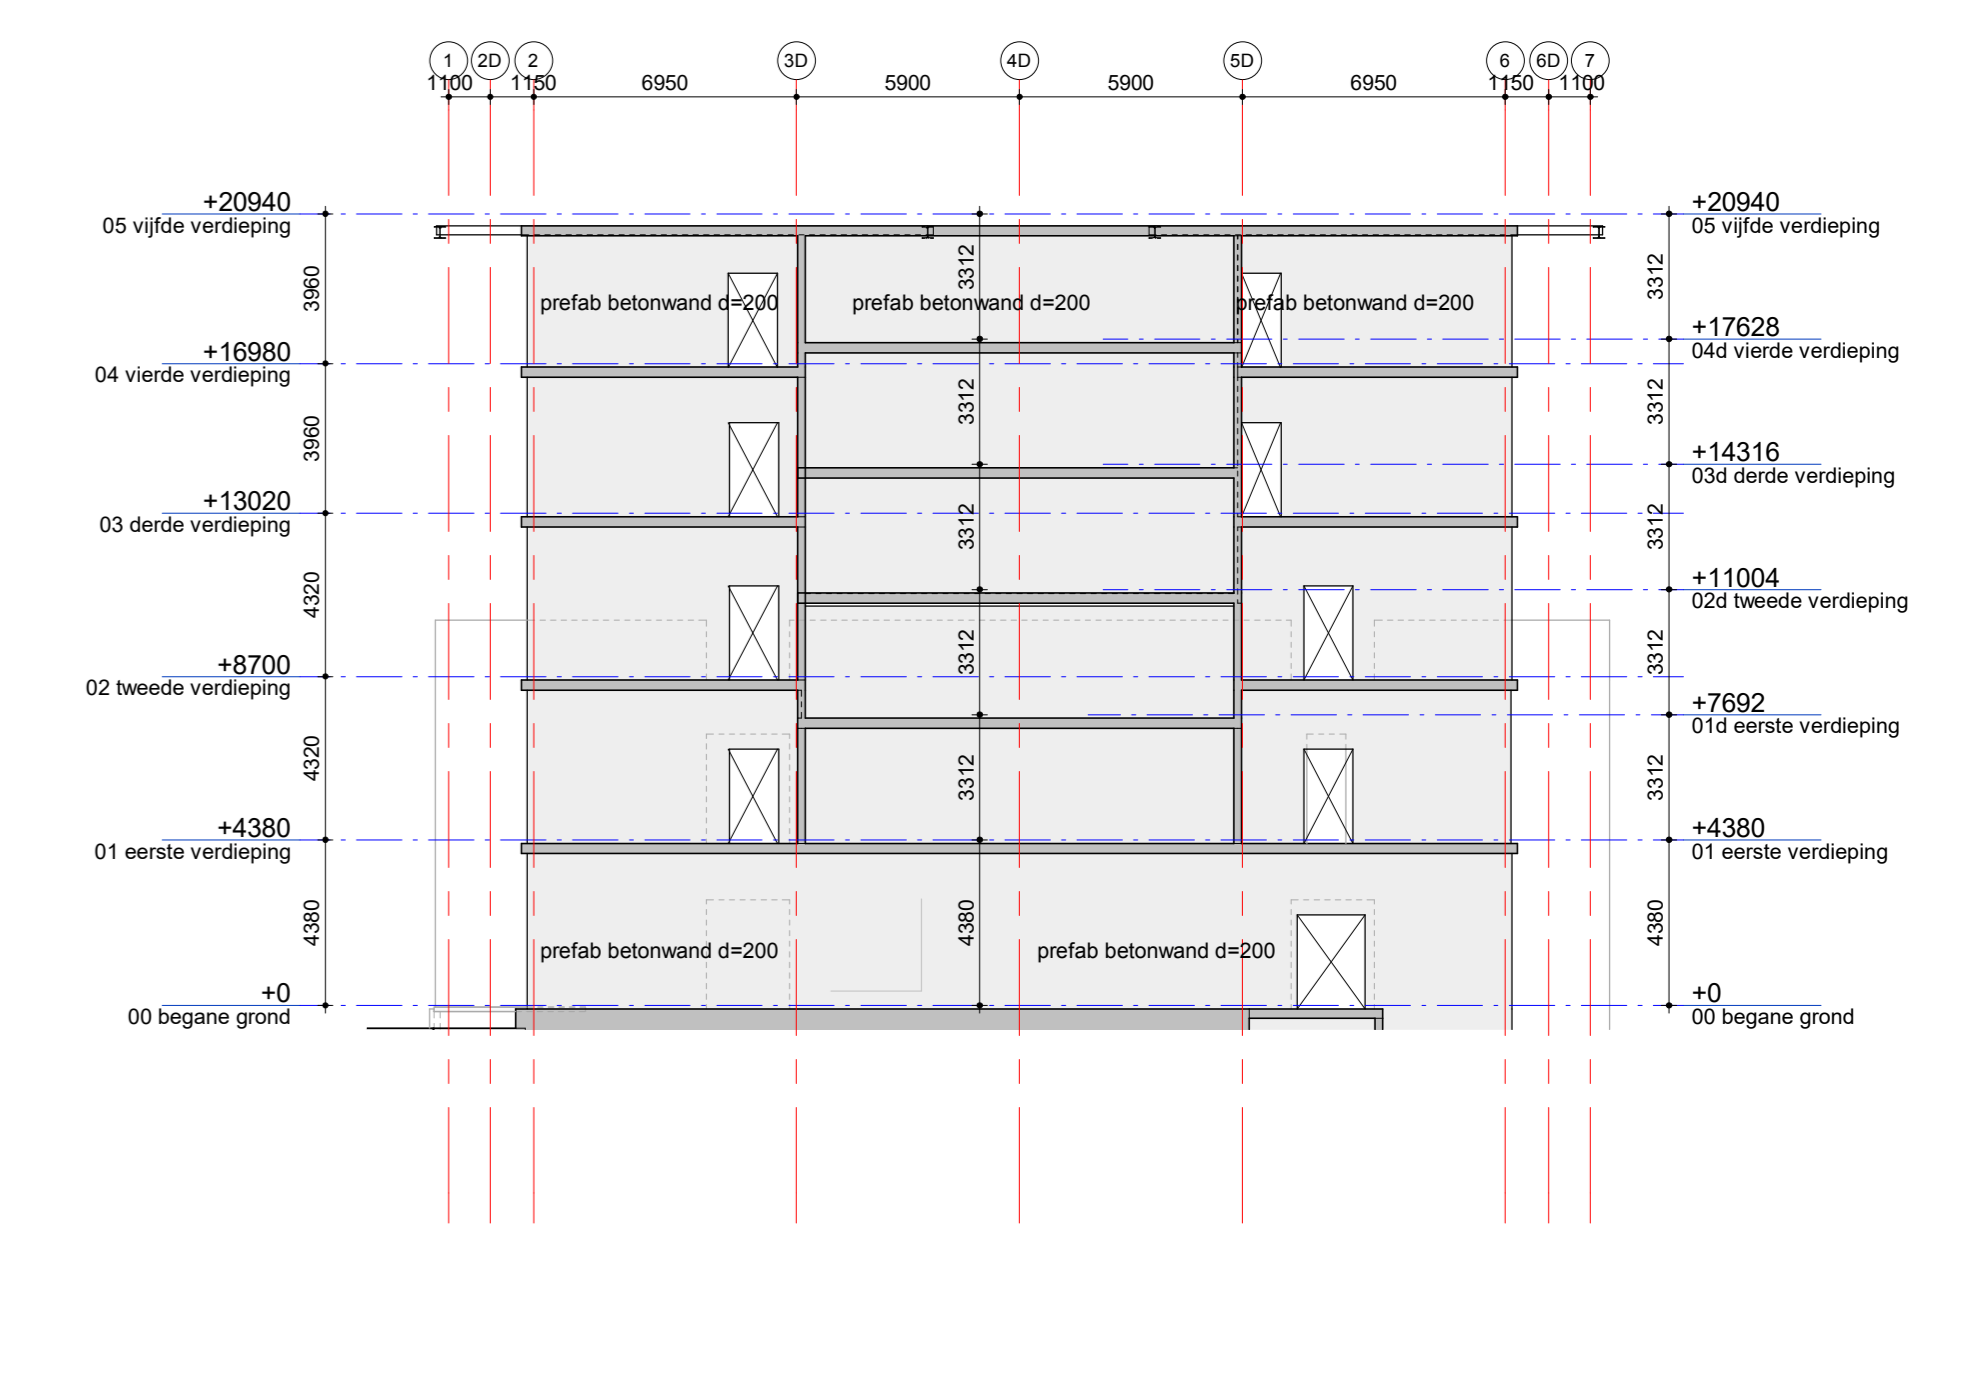 1 2D 2 3D 4D 5D 6 6D 7
1100 1150 6950 5900 5900 6950 1150 1100
+20940 +20940
05 vijfde verdieping 05 vijfde verdieping
3960 3312 3312
prefab betonwand d=200 prefab betonwand d=200 prefab betonwand d=200
+17628
04d vierde verdieping
+16980
04 vierde verdieping
3960 3312 3312
+14316
03d derde verdieping
+13020
03 derde verdieping
3312 3312
+11004
02d tweede verdieping
4320
+8700
02 tweede verdieping
3312 3312
+7692
01d eerste verdieping
4320 3312 3312
+4380 +4380
01 eerste verdieping 01 eerste verdieping
4380 4380 4380
prefab betonwand d=200 prefab betonwand d=200
+0 +0
00 begane grond 00 begane grond